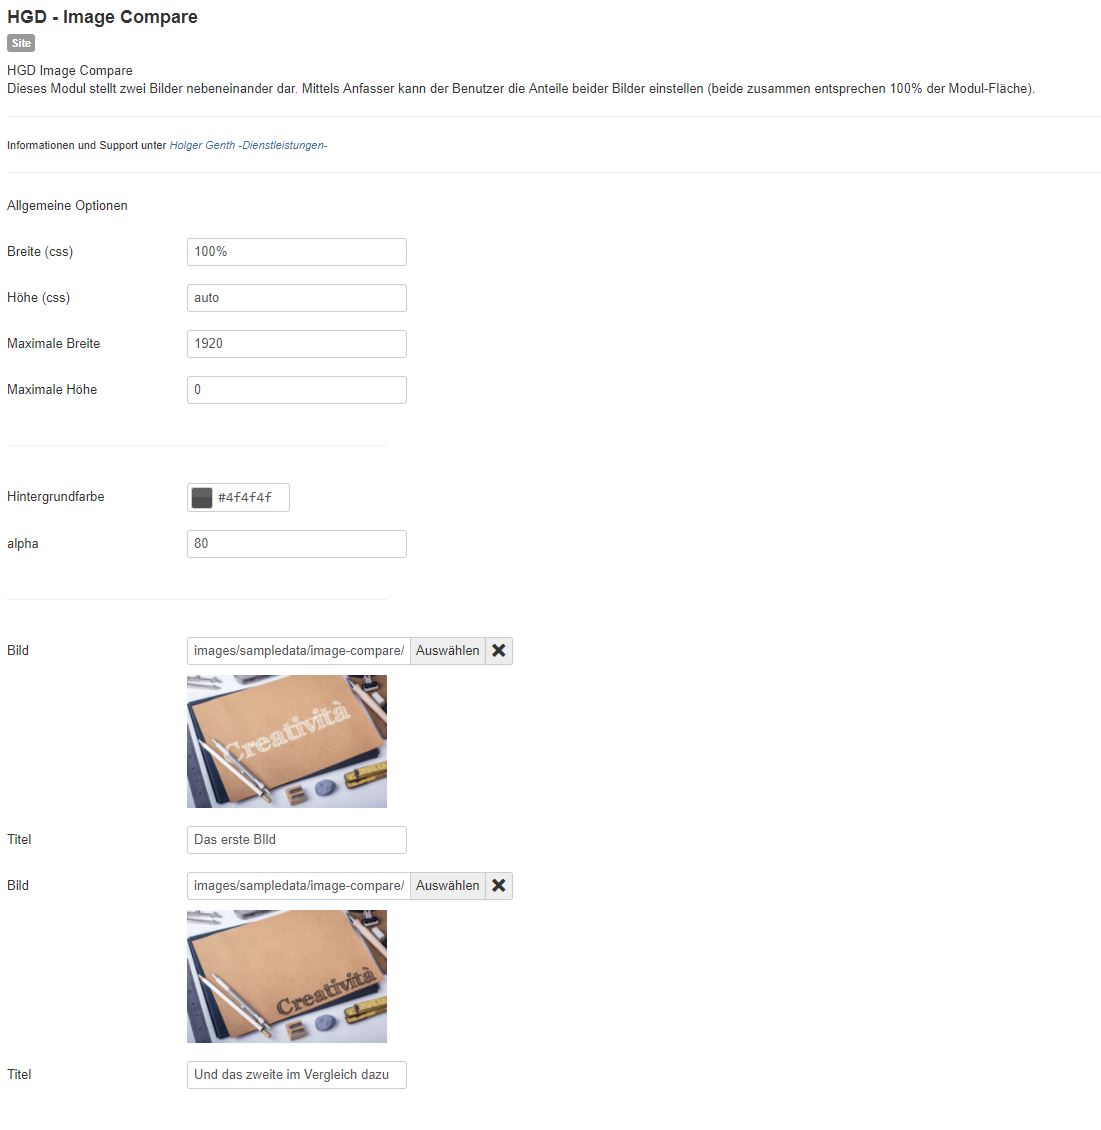 HGD - Image Compare
Site
HGD Image Compare
Dieses Modul stellt zwei Bilder nebeneinander dar. Mittels Anfasser kann der Benutzer die Anteile beider Bilder einstellen (beide zusammen entsprechen 100% der Modul-Fläche).
Informationen und Support unter Holger Genth -Dienstleistungen-
Allgemeine Optionen
Breite (css) 100%
Höhe (css) auto
Maximale Breite 1920
Maximale Höhe 0
Hintergrundfarbe #4f4f4f
alpha 80
Bild images/sampledata/image-compare/ Auswählen
Creatività
Titel Das erste BIld
Bild images/sampledata/image-compare/ Auswählen
Creatività
Titel Und das zweite im Vergleich dazu